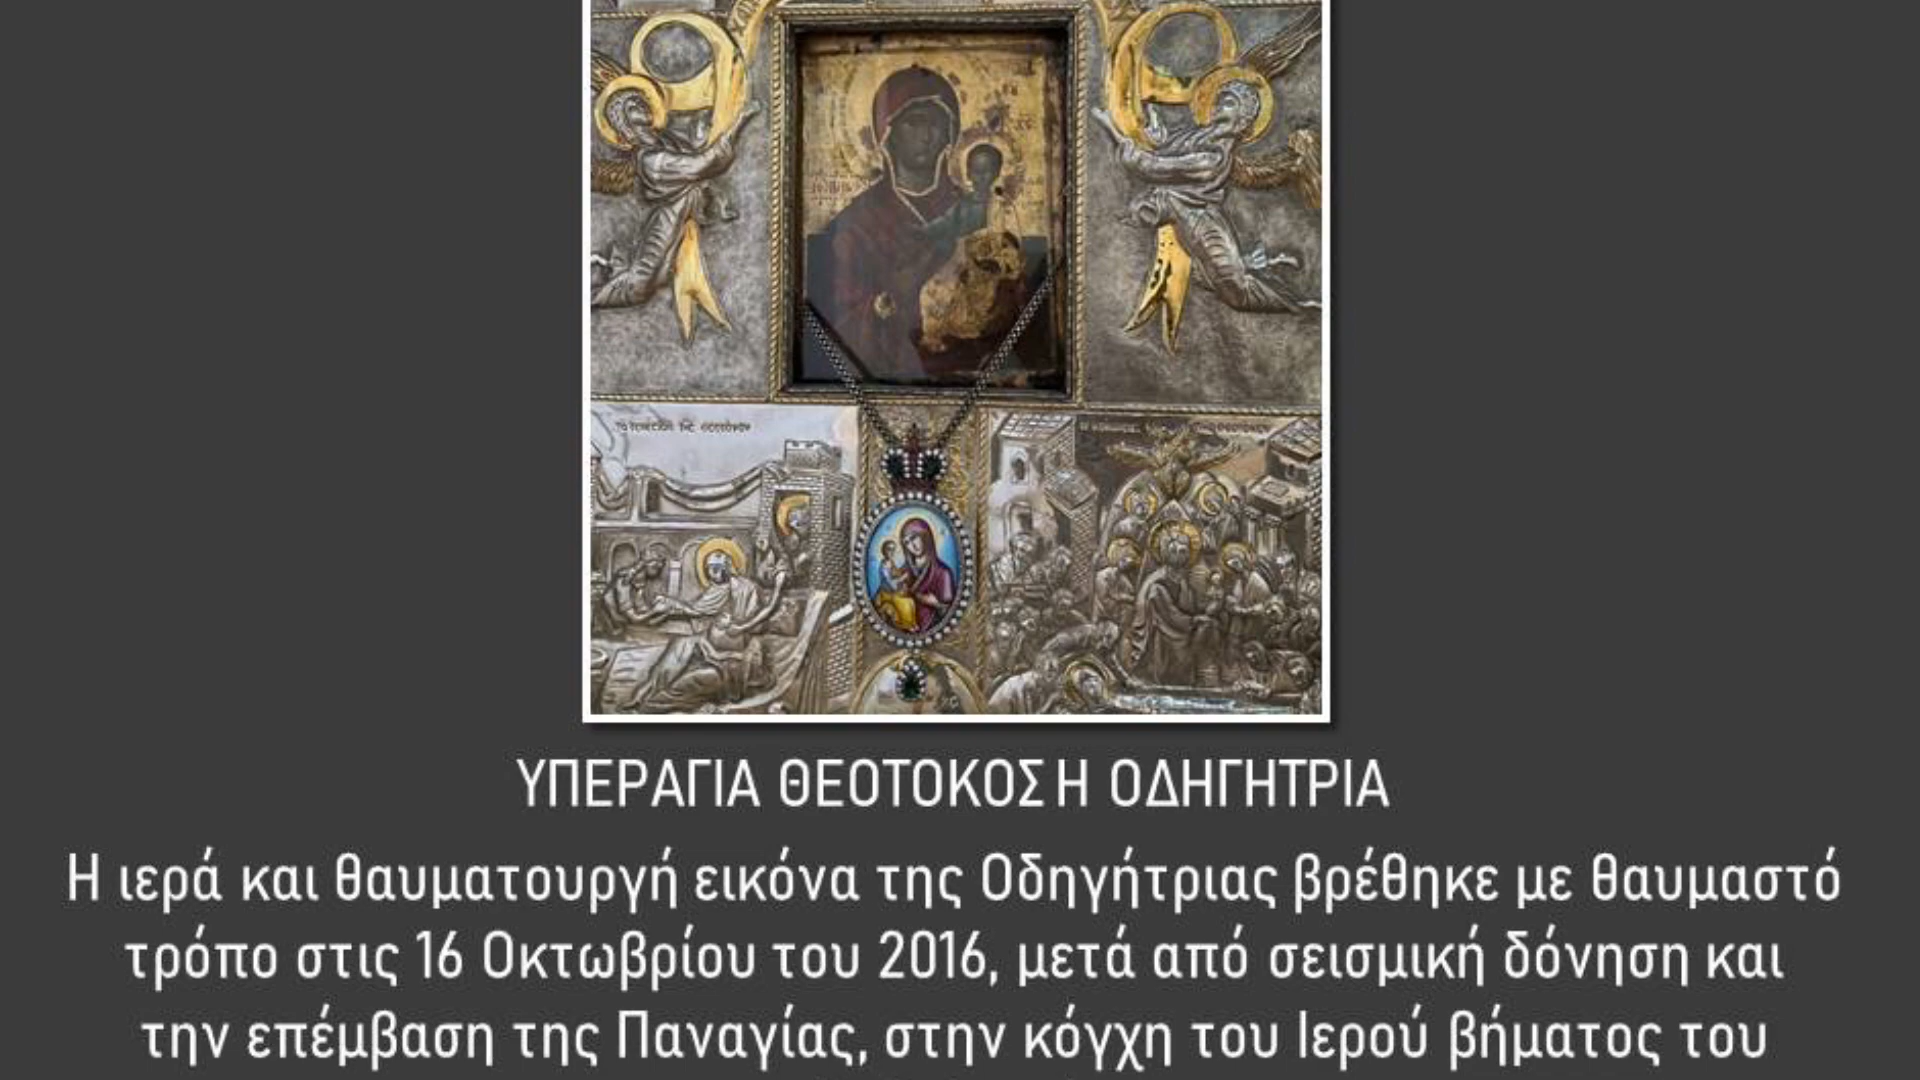 ΥΠΕΡΑΓΙΑ ΘΕΟΤΟΚΟΣ Η ΟΔΗΓΗΤΡΙΑ
Η ιερά και θαυματουργή εικόνα της Οδηγήτριας βρέθηκε με θαυμαστό
τρόπο στις 16 Οκτωβρίου του 2016, μετά από σεισμική δόνηση και
την επέμβαση της Παναγίας, στην κόγχη του Ιερού βήματος του